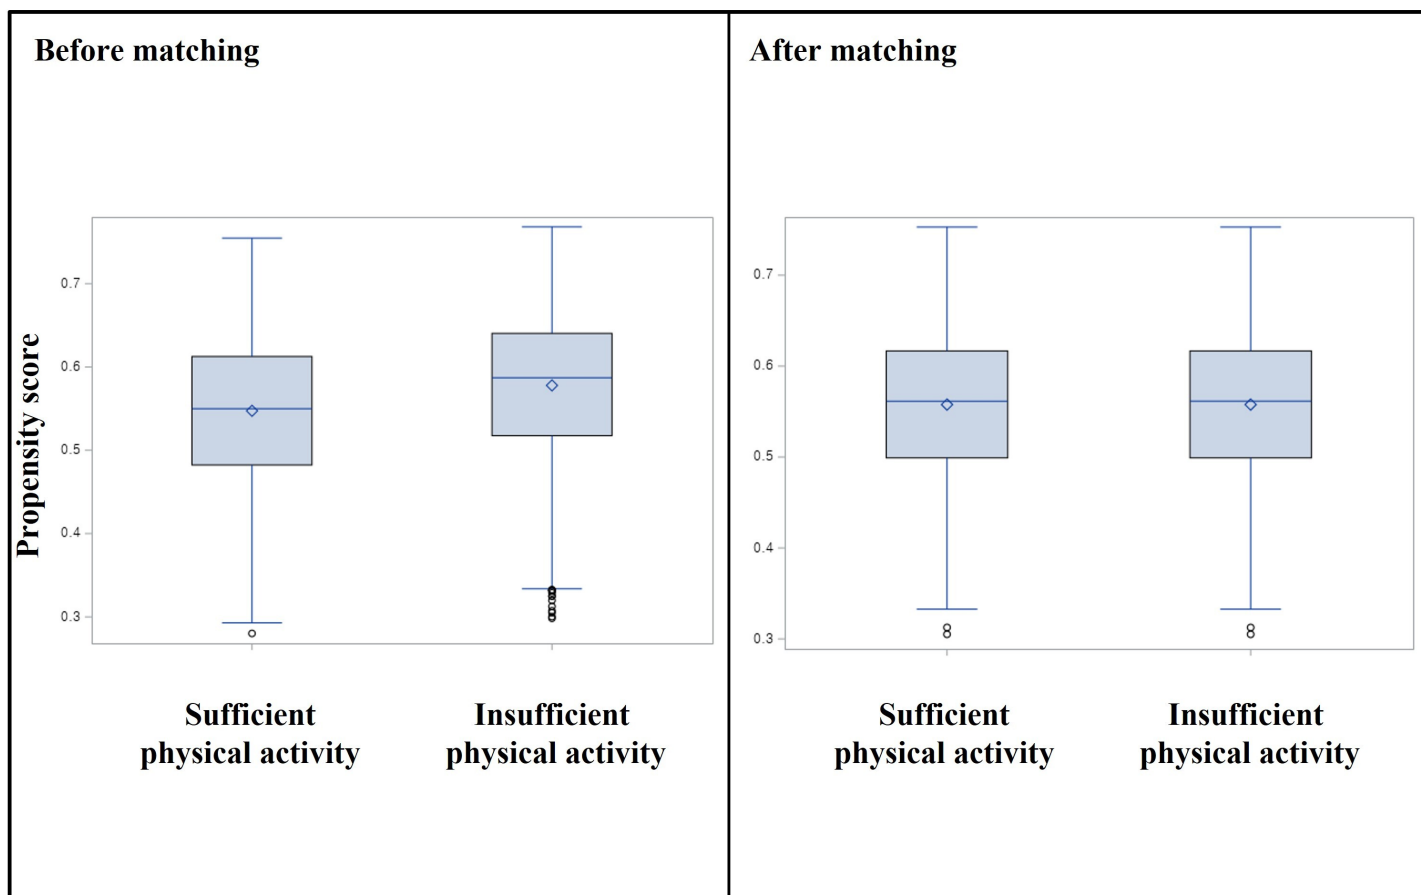 Before matching
After matching
Propensity score
0.7
0.6
0.5
0.4
0.3
Sufficient
physical activity
Insufficient
physical activity
0.7
0.6
0.5
0.4
0.3
Sufficient
physical activity
Insufficient
physical activity